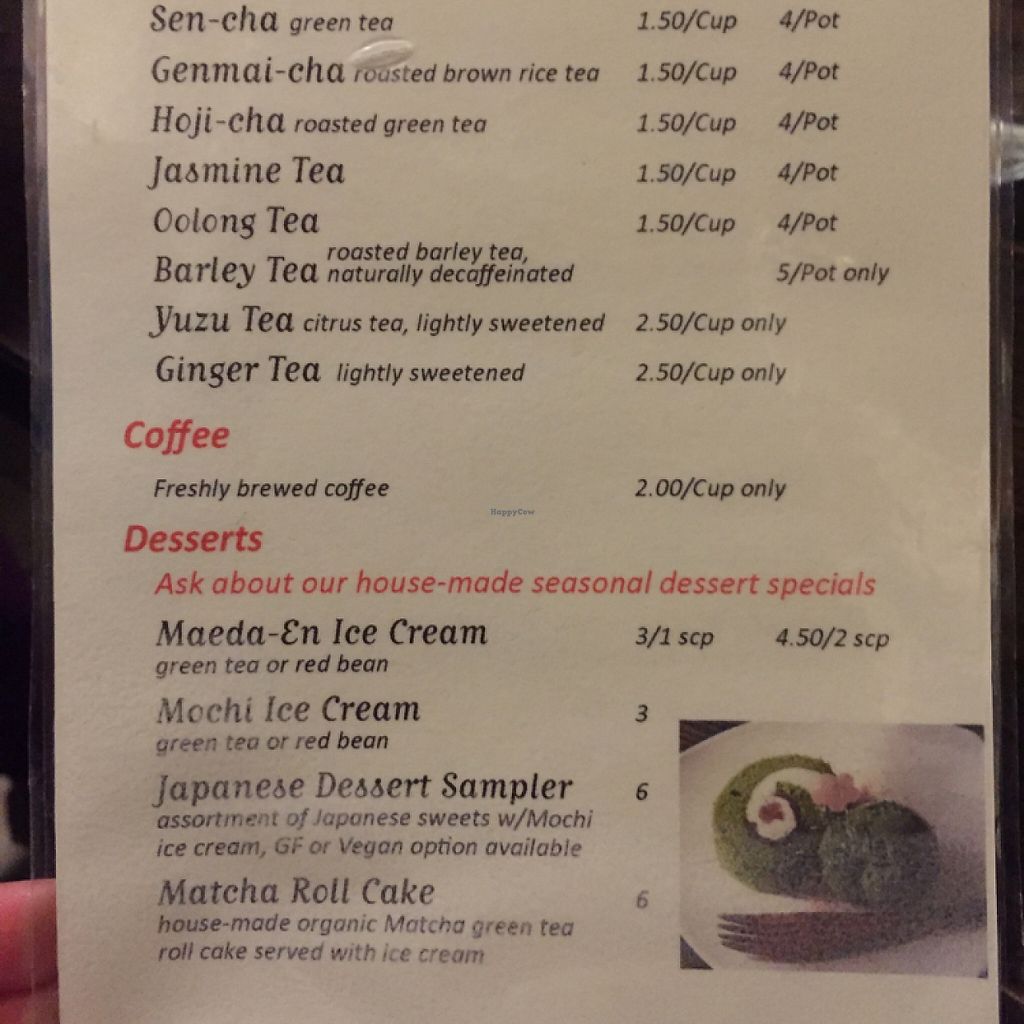 Sen-cha green tea 1.50/Cup 4/Pot
Genmai-cha roasted brown rice tea 1.50/Cup 4/Pot
Hoji-cha roasted green tea 1.50/Cup 4/Pot
Jasmine Tea 1.50/Cup 4/Pot
Oolong Tea 1.50/Cup 4/Pot
roasted barley tea,
Barley Tea naturally decaffeinated 5/Pot only
Yuzu Tea citrus tea, lightly sweetened 2.50/Cup only
Ginger Tea lightly sweetened 2.50/Cup only
Coffee
Freshly brewed coffee 2.00/Cup only
HappyCow
Desserts
Ask about our house-made seasonal dessert specials
Maeda-En Ice Cream 3/1 scp 4.50/2 scp
green tea or red bean
Mochi Ice Cream 3
green tea or red bean
Japanese Dessert Sampler 6
assortment of Japanese sweets w/Mochi
ice cream, GF or Vegan option available
Matcha Roll Cake 6
house-made organic Matcha green tea
roll cake served with ice cream